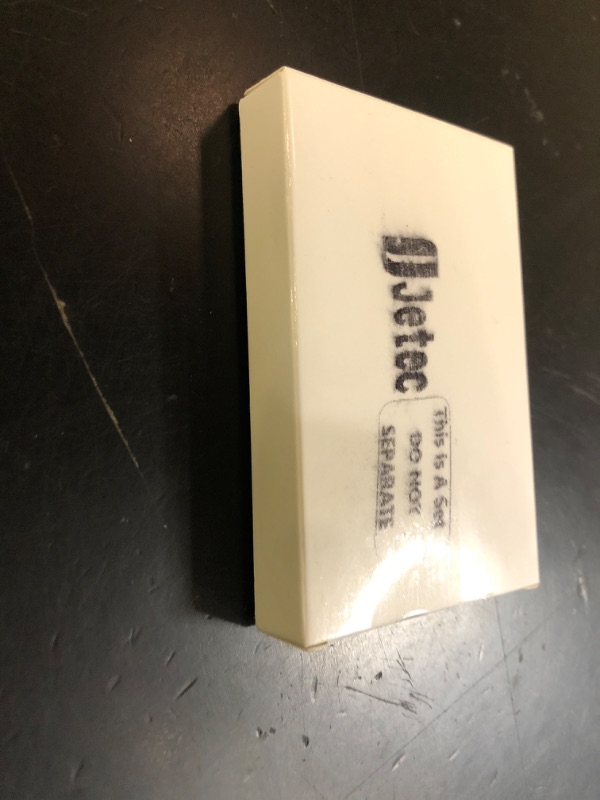 Jetec
This is A Set
DO NOT
SEPARATE